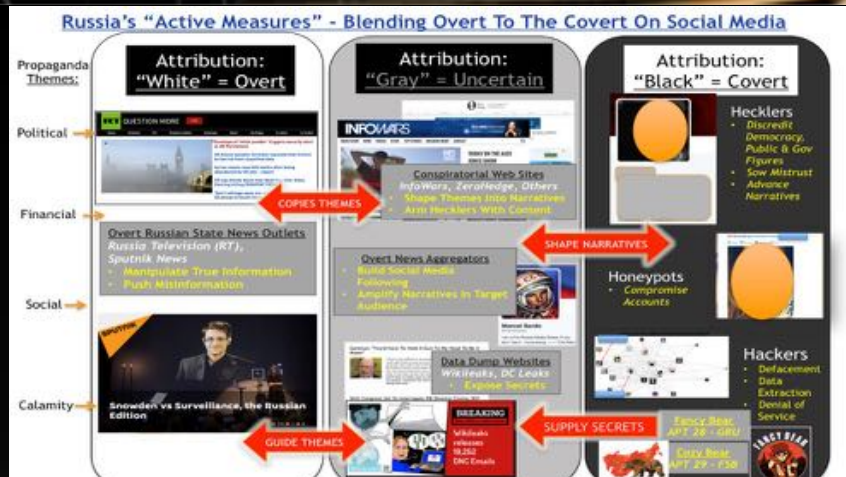 Russia's "Active Measures" - Blending Overt To The Covert On Social Media
Propaganda
Themes:
Political
Financial
Social
Calamity
Attribution:
"White" = Overt
RT QUESTION MORE
Overt Russian State News Outlets
Russia Television (RT),
Sputnik News
• Manipulate True Information
• Push Misinformation
SPUTNIK
Snowden vs Surveillance, the Russian
Edition
COPIES THEMES
GUIDE THEMES
Attribution:
"Gray" = Uncertain
INFOWARS
Conspiratorial Web Sites
InfoWars, ZeroHedge, Others
• Shape Themes Into Narratives
• Arm Hecklers With Content
Overt News Aggregators
• Build Social Media
Following
• Amplify Narratives in Target
Audience
Data Dump Websites
Wikileaks, DC Leaks
• Expose Secrets
BREAKING
Wikileaks
releases
19,252
DNC Emails
SHAPE NARRATIVES
SUPPLY SECRETS
Attribution:
"Black" = Covert
Hecklers
• Discredit
Democracy,
Public & Gov
Figures
• Sow Mistrust
• Advance
Narratives
Honeypots
• Compromise
Accounts
Hackers
• Defacement
• Data
Extraction
• Denial of
Service
Fancy Bear
APT 28 - GRU
Cozy Bear
APT 29 - FSB
FANCY BEAR